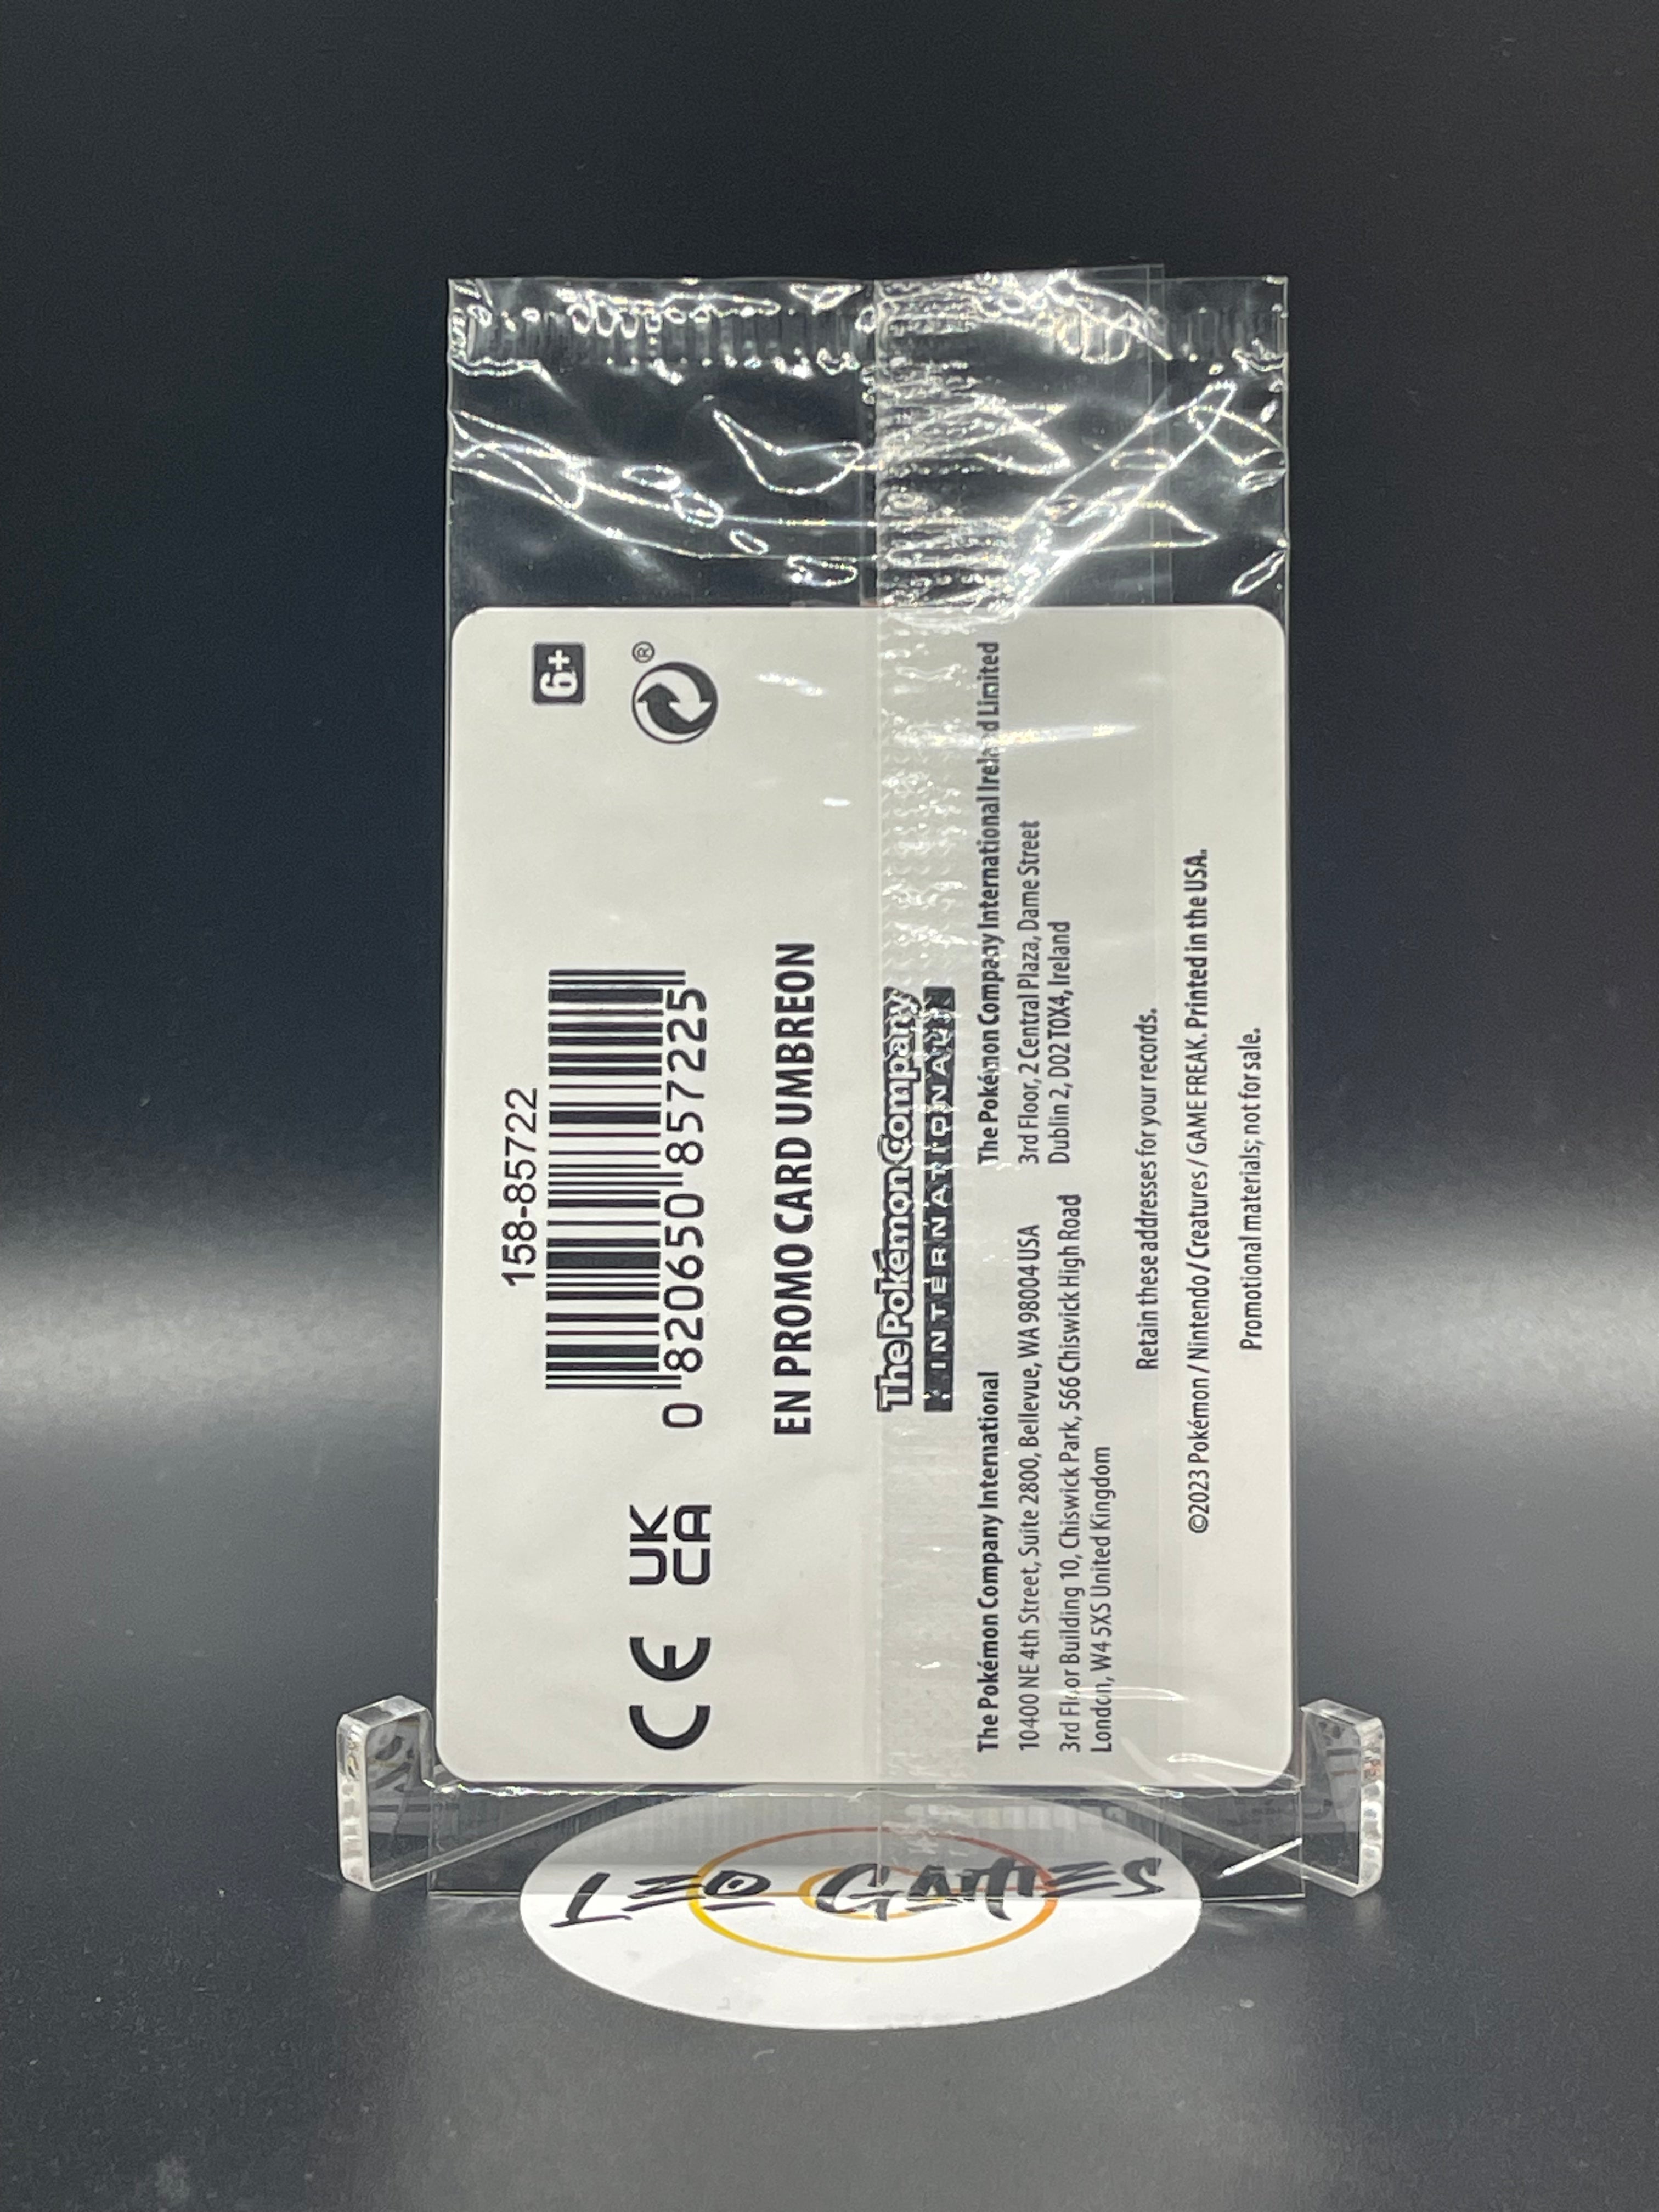 6+
®
158-85722
0 820650 857225
CE
UK
CA
EN PROMO CARD UMBREON
The Pokémon Company
INTERNATIONAL
The Pokémon Company International
10400 NE 4th Street, Suite 2800, Bellevue, WA 98004 USA
3rd Floor Building 10, Chiswick Park, 566 Chiswick High Road
London, W4 5XS United Kingdom
The Pokémon Company International Ireland Limited
3rd Floor, 2 Central Plaza, Dame Street
Dublin 2, D02 T0X4, Ireland
Retain these addresses for your records.
©2023 Pokémon / Nintendo / Creatures / GAME FREAK. Printed in the USA.
Promotional materials; not for sale.
LEO GAMES